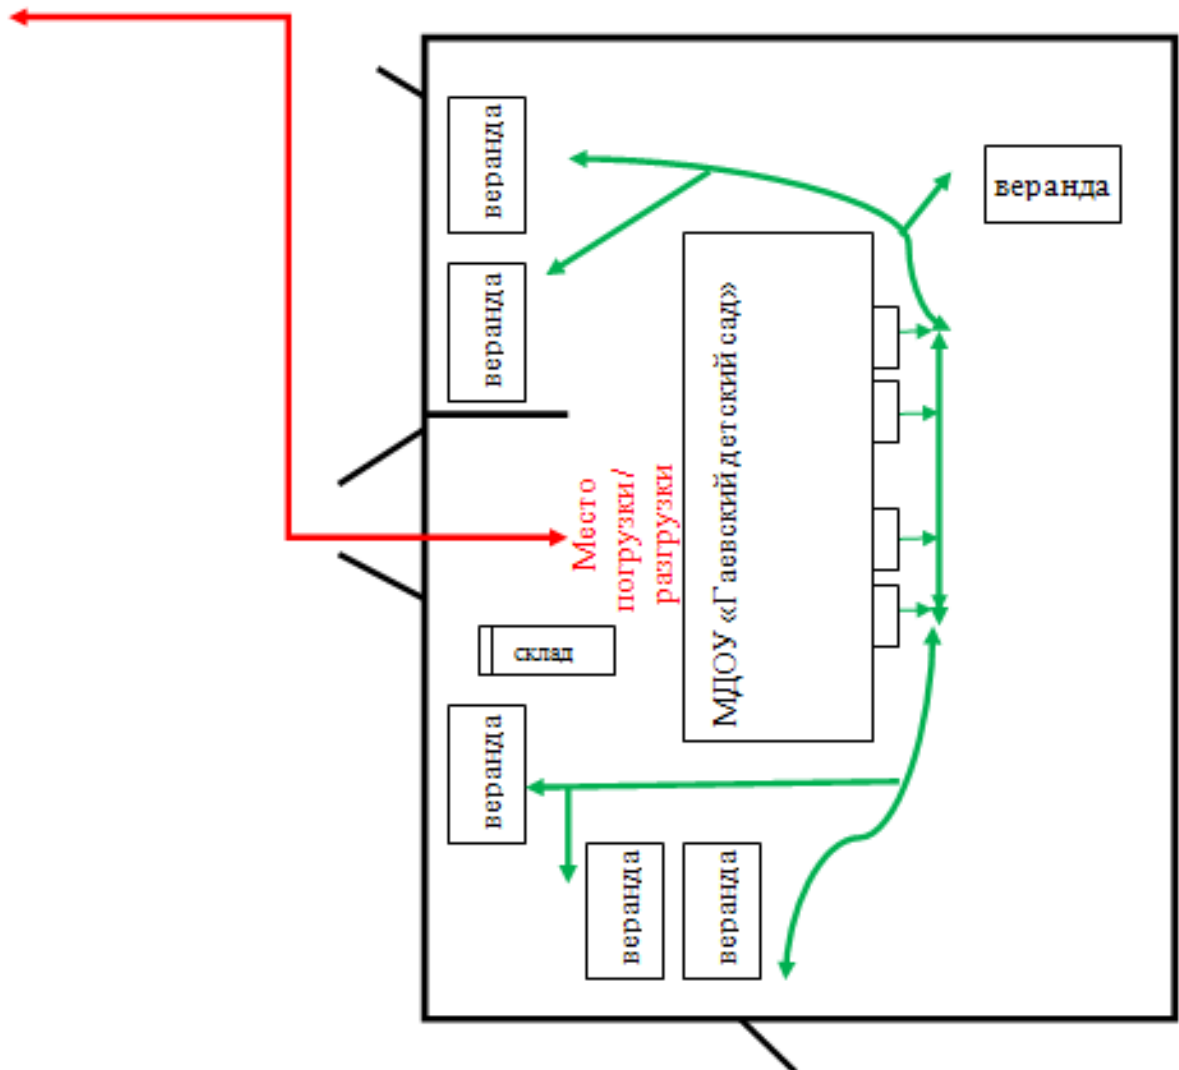 веранда
веранда
веранда
МДОУ «Гаевский детский сад»
Место
погрузки/
разгрузки
склад
веранда
веранда
веранда